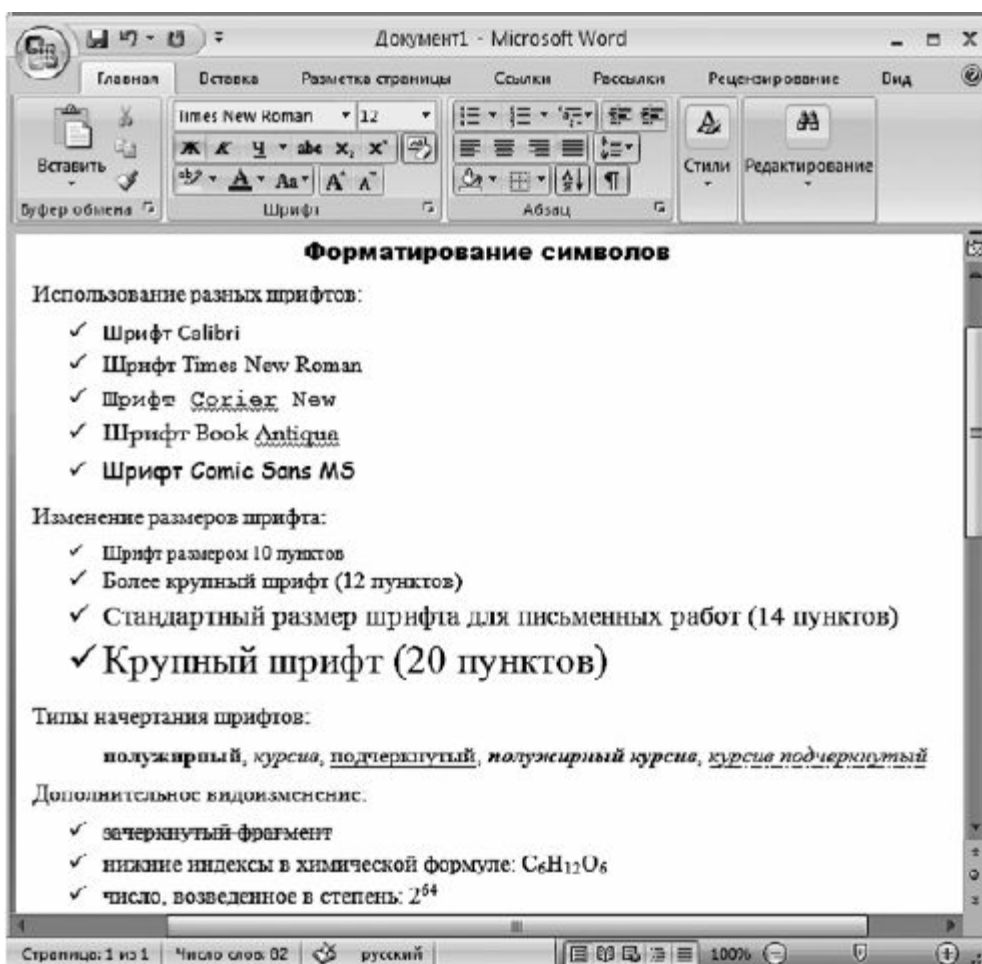 Документ1 - Microsoft Word
Главная Вставка Разметка страницы Ссылки Рассылки Рецензирование Вид
Times New Roman 12
Ж К Ч abc X₂ X²
Вставить
Aa A A
Стили Редактирование
Буфер обмена Шрифт Абзац
Форматирование символов
Использование разных шрифтов:
✓ Шрифт Calibri
✓ Шрифт Times New Roman
✓ Шрифт Corier New
✓ Шрифт Book Antiqua
✓ Шрифт Comic Sans MS
Изменение размеров шрифта:
✓ Шрифт размером 10 пунктов
✓ Более крупный шрифт (12 пунктов)
✓ Стандартный размер шрифта для письменных работ (14 пунктов)
✓ Крупный шрифт (20 пунктов)
Типы начертания шрифтов:
полужирный, курсив, подчеркнутый, полужирный курсив, курсив подчеркнутый
Дополнительное видоизменение:
✓ зачеркнутый фрагмент
✓ нижние индексы в химической формуле: C₆H₁₂O₆
✓ число, возведенное в степень: 2⁶⁴
Страница: 1 из 1 Число слов: 82 русский 100%